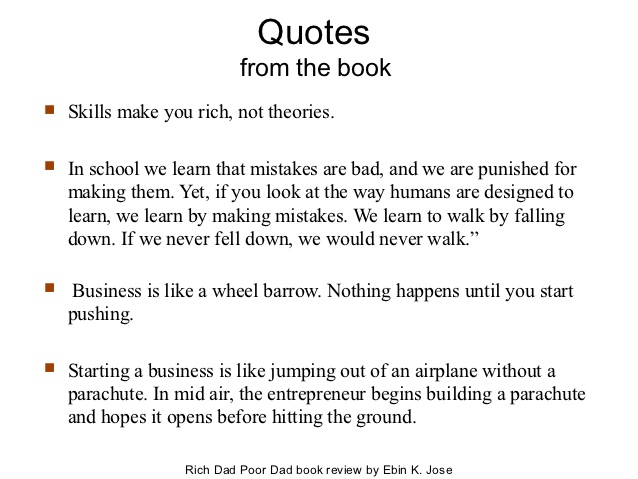 Quotes
from the book
Skills make you rich, not theories.
In school we learn that mistakes are bad, and we are punished for
making them. Yet, if you look at the way humans are designed to
learn, we learn by making mistakes. We learn to walk by falling
down. If we never fell down, we would never walk.”
Business is like a wheel barrow. Nothing happens until you start
pushing.
Starting a business is like jumping out of an airplane without a
parachute. In mid air, the entrepreneur begins building a parachute
and hopes it opens before hitting the ground.
Rich Dad Poor Dad book review by Ebin K. Jose